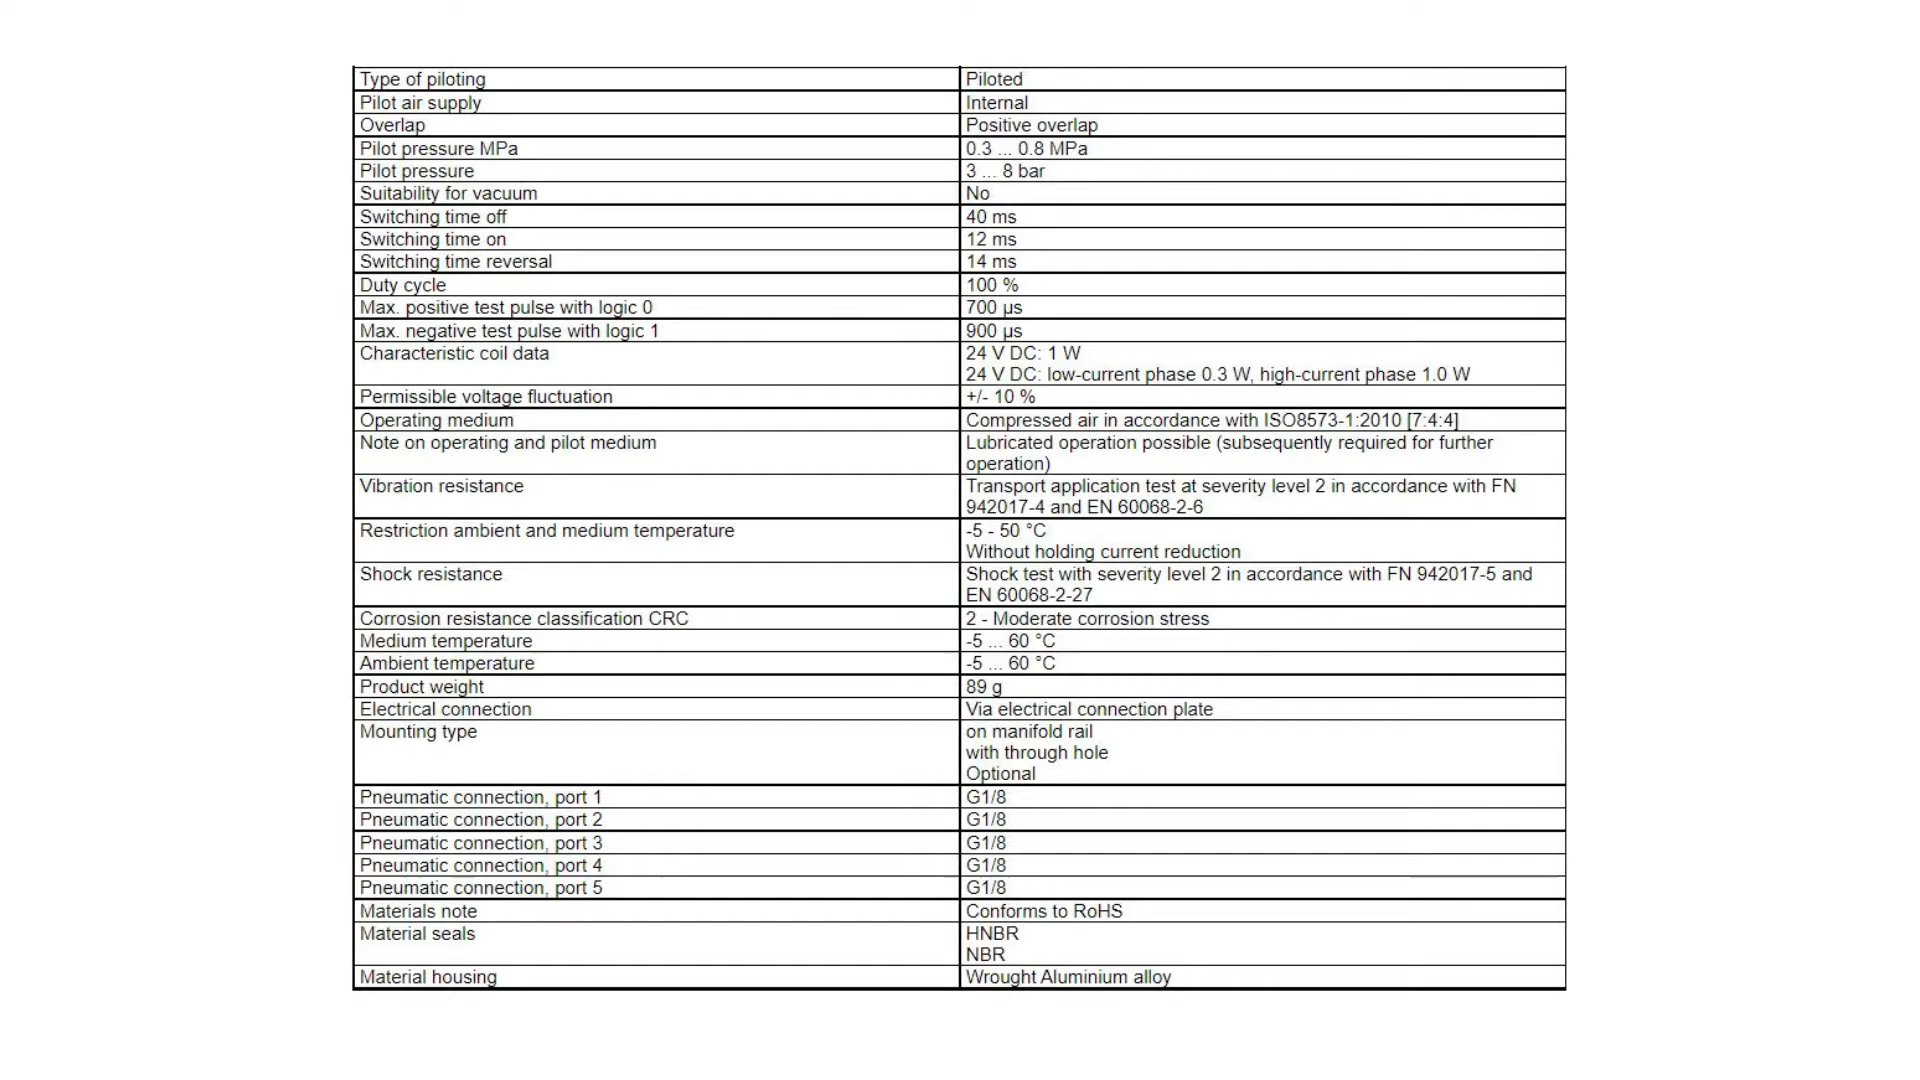 Type of piloting Piloted
Pilot air supply Internal
Overlap Positive overlap
Pilot pressure MPa 0.3 ... 0.8 MPa
Pilot pressure 3 ... 8 bar
Suitability for vacuum No
Switching time off 40 ms
Switching time on 12 ms
Switching time reversal 14 ms
Duty cycle 100 %
Max. positive test pulse with logic 0 700 µs
Max. negative test pulse with logic 1 900 µs
Characteristic coil data 24 V DC: 1 W
24 V DC: low-current phase 0.3 W, high-current phase 1.0 W
Permissible voltage fluctuation +/- 10 %
Operating medium Compressed air in accordance with ISO8573-1:2010 [7:4:4]
Note on operating and pilot medium Lubricated operation possible (subsequently required for further
operation)
Vibration resistance Transport application test at severity level 2 in accordance with FN
942017-4 and EN 60068-2-6
Restriction ambient and medium temperature -5 - 50 °C
Without holding current reduction
Shock resistance Shock test with severity level 2 in accordance with FN 942017-5 and
EN 60068-2-27
Corrosion resistance classification CRC 2 - Moderate corrosion stress
Medium temperature -5 ... 60 °C
Ambient temperature -5 ... 60 °C
Product weight 89 g
Electrical connection Via electrical connection plate
Mounting type on manifold rail
with through hole
Optional
Pneumatic connection, port 1 G1/8
Pneumatic connection, port 2 G1/8
Pneumatic connection, port 3 G1/8
Pneumatic connection, port 4 G1/8
Pneumatic connection, port 5 G1/8
Materials note Conforms to RoHS
Material seals HNBR
NBR
Material housing Wrought Aluminium alloy